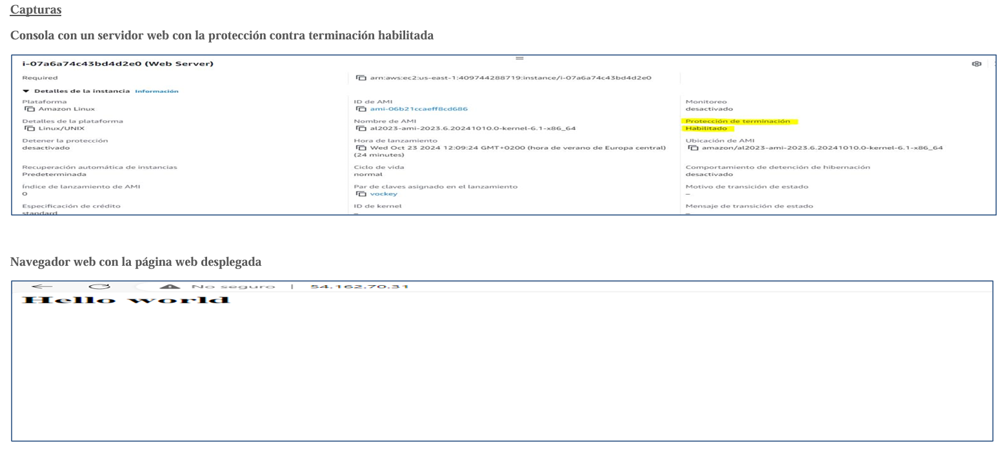 Capturas
Consola con un servidor web con la protección contra terminación habilitada
i-07a6a74c43bd4d2e0 (Web Server)
Required
arn:aws:ec2:us-east-1:409744288719:instance/i-07a6a74c43bd4d2e0
Detalles de la instancia Información
Plataforma
Amazon Linux
ID de AMI
ami-06b21ccaeff8cd686
Monitoreo
desactivado
Detalles de la plataforma
Linux/UNIX
Nombre de AMI
al2023-ami-2023.6.20241010.0-kernel-6.1-x86_64
Protección de terminación
Habilitado
Detener la protección
desactivado
Hora de lanzamiento
Wed Oct 23 2024 12:09:24 GMT+0200 (hora de verano de Europa central)
(24 minutes)
Ubicación de AMI
amazon/al2023-ami-2023.6.20241010.0-kernel-6.1-x86_64
Recuperación automática de instancias
Predeterminada
Ciclo de vida
normal
Comportamiento de detención de hibernación
desactivado
Índice de lanzamiento de AMI
0
Par de claves asignado en el lanzamiento
vockey
Motivo de transición de estado
–
Especificación de crédito
standard
ID de kernel
–
Mensaje de transición de estado
–
Navegador web con la página web desplegada
No seguro | 54.162.70.31
Hello world